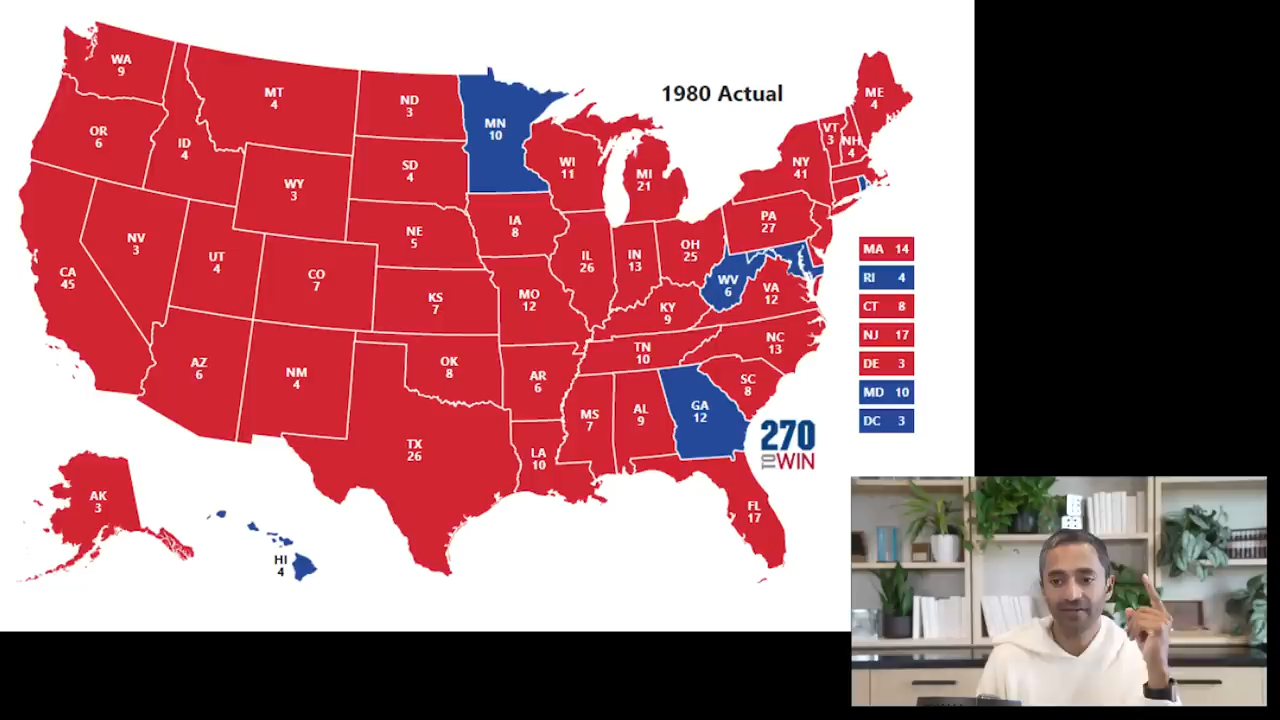 1980 Actual
WA
9
MT
4
ND
3
MN
10
ME
4
OR
6
ID
4
SD
4
WI
11
MI
21
NY
41
VT
3
NH
4
WY
3
IA
8
PA
27
NV
3
UT
4
CO
7
NE
5
IL
26
IN
13
OH
25
CA
45
KS
7
MO
12
WV
6
VA
12
KY
9
MA 14
RI 4
CT 8
NJ 17
DE 3
MD 10
DC 3
AZ
6
NM
4
OK
8
AR
6
TN
10
NC
13
SC
8
TX
26
LA
10
MS
7
AL
9
GA
12
270
TO
WIN
FL
17
AK
3
HI
4